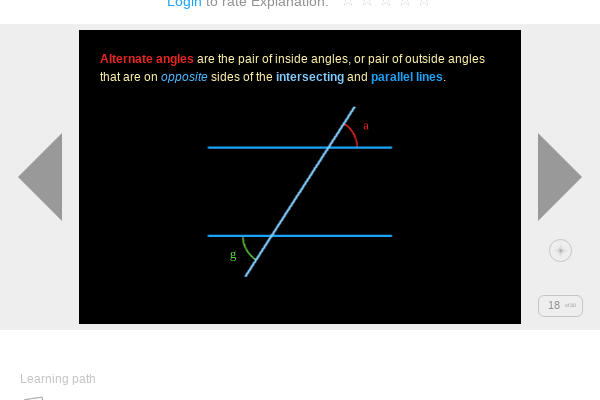 Login to rate Explanation:
Alternate angles are the pair of inside angles, or pair of outside angles
that are on opposite sides of the intersecting and parallel lines.
a
g
18
Learning path